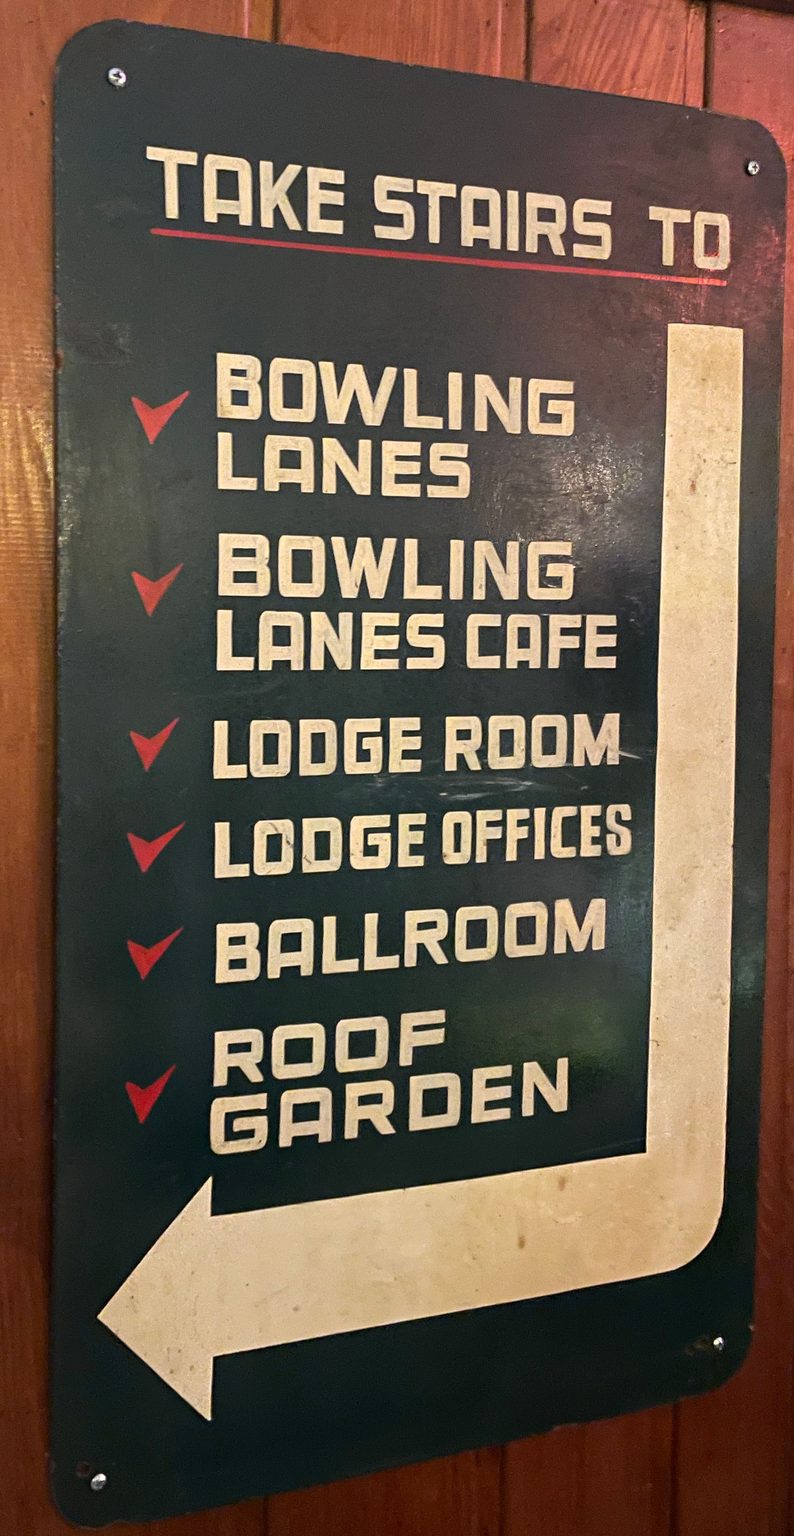 TAKE STAIRS TO
BOWLING
LANES
BOWLING
LANES CAFE
LODGE ROOM
LODGE OFFICES
BALLROOM
ROOF
GARDEN